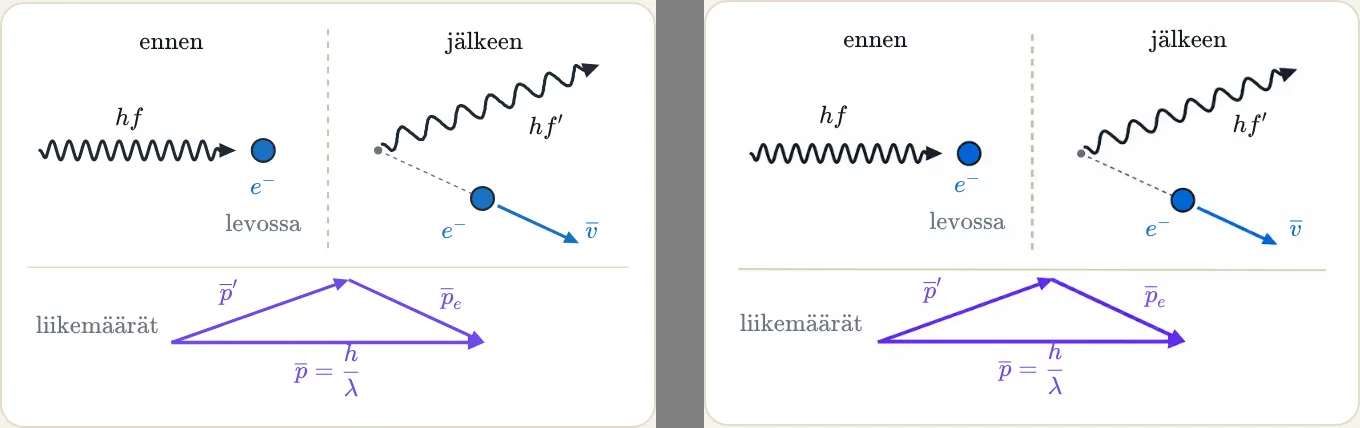 ennen
jälkeen
hf
hf′
e⁻
levossa
e⁻
v̅
p̅′
p̅ₑ
liikemäärät
p̅ = h/λ
ennen
jälkeen
hf
hf′
e⁻
levossa
e⁻
v̅
p̅′
p̅ₑ
liikemäärät
p̅ = h/λ